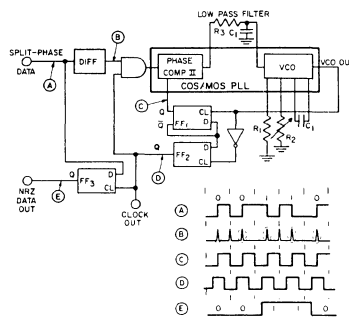 LOW PASS FILTER
R3 C1
SPLIT-PHASE DATA
A
DIFF
B
PHASE COMP II
VCO
VCO OUT
COS/MOS PLL
C
Q CL
D
Q̅ FF1
R1
R2
C1
Q D
FF2
CL
D
Q D
FF3
CL
E
NRZ DATA OUT
CLOCK OUT
A 0 0 1 1 0
B
C
D
E 0 0 1 1 0